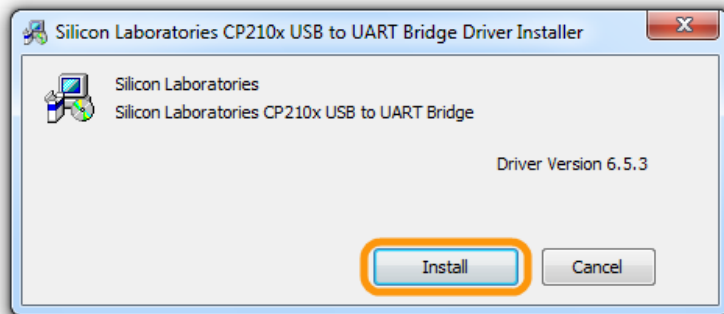 Silicon Laboratories CP210x USB to UART Bridge Driver Installer
Silicon Laboratories
Silicon Laboratories CP210x USB to UART Bridge
Driver Version 6.5.3
Install Cancel